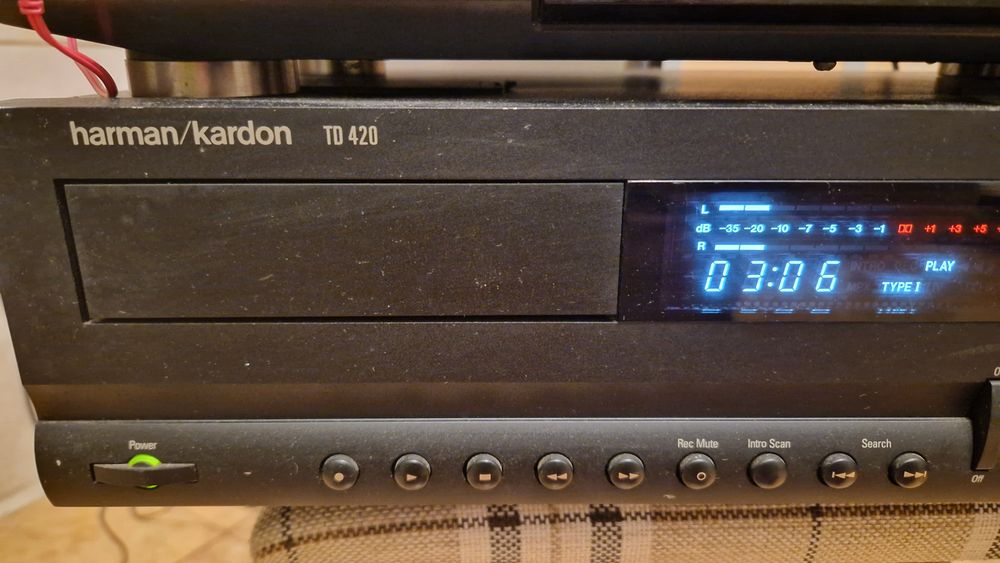 harman/kardon TD 420
L
dB -35 -20 -10 -7 -5 -3 -1 +1 +3 +5
R
PLAY
03:06
TYPE I
Power
Rec Mute Intro Scan Search
Off